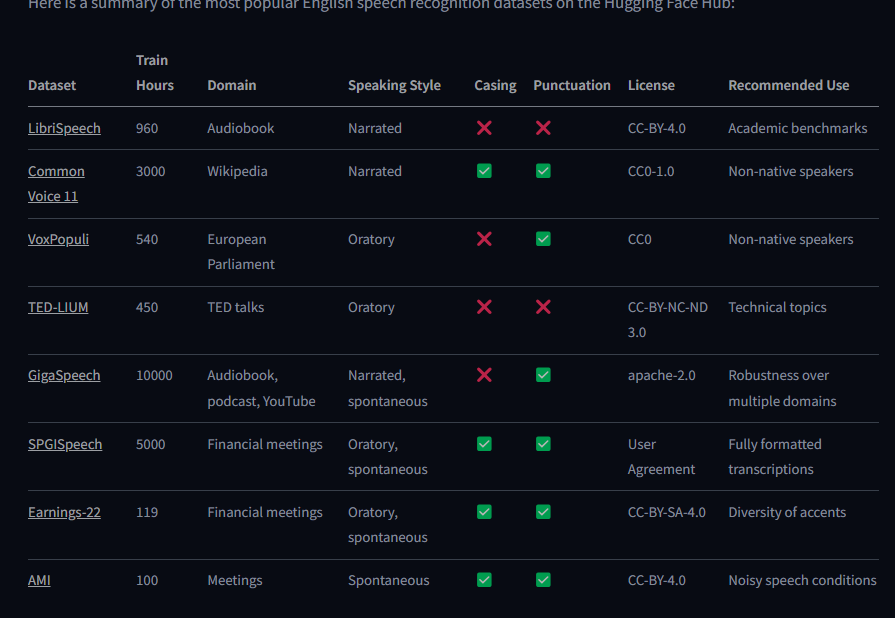 Here is a summary of the most popular English speech recognition datasets on the Hugging Face Hub:
Train
Dataset Hours Domain Speaking Style Casing Punctuation License Recommended Use
LibriSpeech 960 Audiobook Narrated ❌ ❌ CC-BY-4.0 Academic benchmarks
Common 3000 Wikipedia Narrated ✅ ✅ CC0-1.0 Non-native speakers
Voice 11
VoxPopuli 540 European Oratory ❌ ✅ CC0 Non-native speakers
Parliament
TED-LIUM 450 TED talks Oratory ❌ ❌ CC-BY-NC-ND Technical topics
3.0
GigaSpeech 10000 Audiobook, Narrated, ❌ ✅ apache-2.0 Robustness over
podcast, YouTube spontaneous multiple domains
SPGISpeech 5000 Financial meetings Oratory, ✅ ✅ User Fully formatted
spontaneous Agreement transcriptions
Earnings-22 119 Financial meetings Oratory, ✅ ✅ CC-BY-SA-4.0 Diversity of accents
spontaneous
AMI 100 Meetings Spontaneous ✅ ✅ CC-BY-4.0 Noisy speech conditions